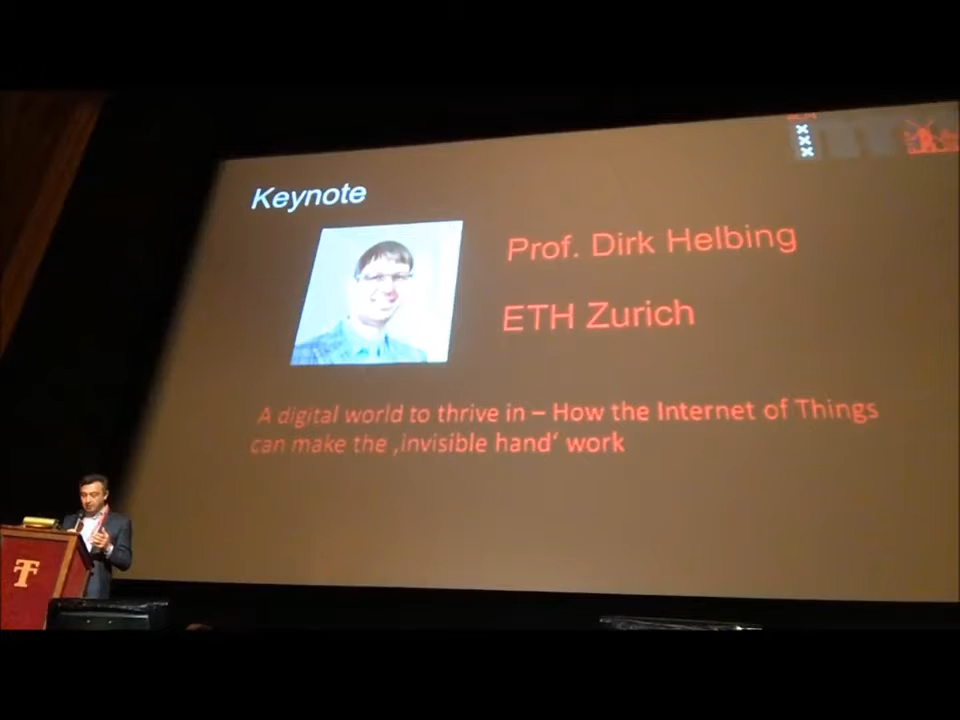 Keynote
Prof. Dirk Helbing
ETH Zurich
A digital world to thrive in – How the Internet of Things
can make the ‚invisible hand‘ work
XXX